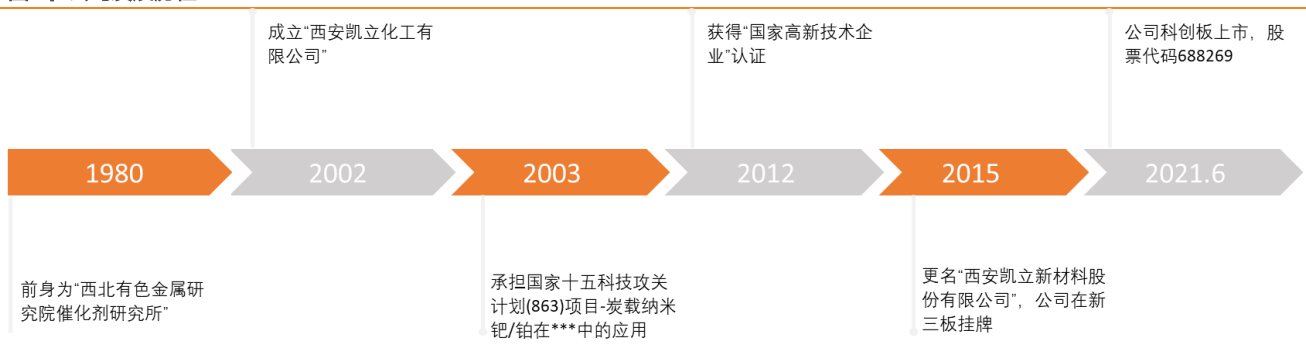 成立“西安凯立化工有
限公司”
获得“国家高新技术企
业”认证
公司科创板上市，股
票代码688269
1980
2002
2003
2012
2015
2021.6
前身为“西北有色金属研
究院催化剂研究所”
承担国家十五科技攻关
计划(863)项目-炭载纳米
钯/铂在***中的应用
更名“西安凯立新材料股
份有限公司”，公司在新
三板挂牌